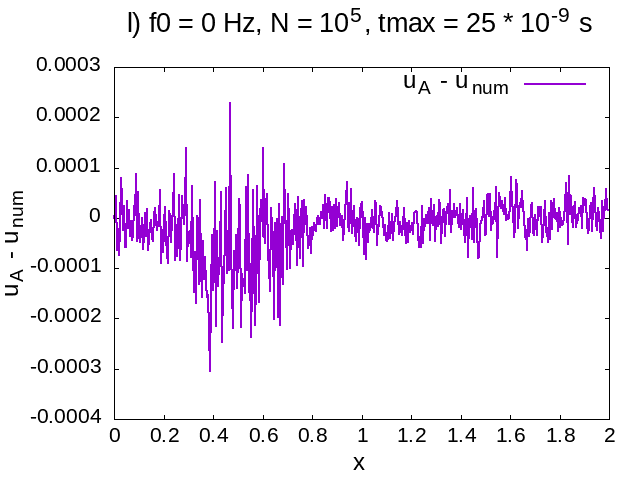 l) f0 = 0 Hz, N = 10^5, tmax = 25 * 10^-9 s
0.0003
u_A - u_num
0.0002
0.0001
0
-0.0001
-0.0002
-0.0003
-0.0004
u_A - u_num
0 0.2 0.4 0.6 0.8 1 1.2 1.4 1.6 1.8 2
x